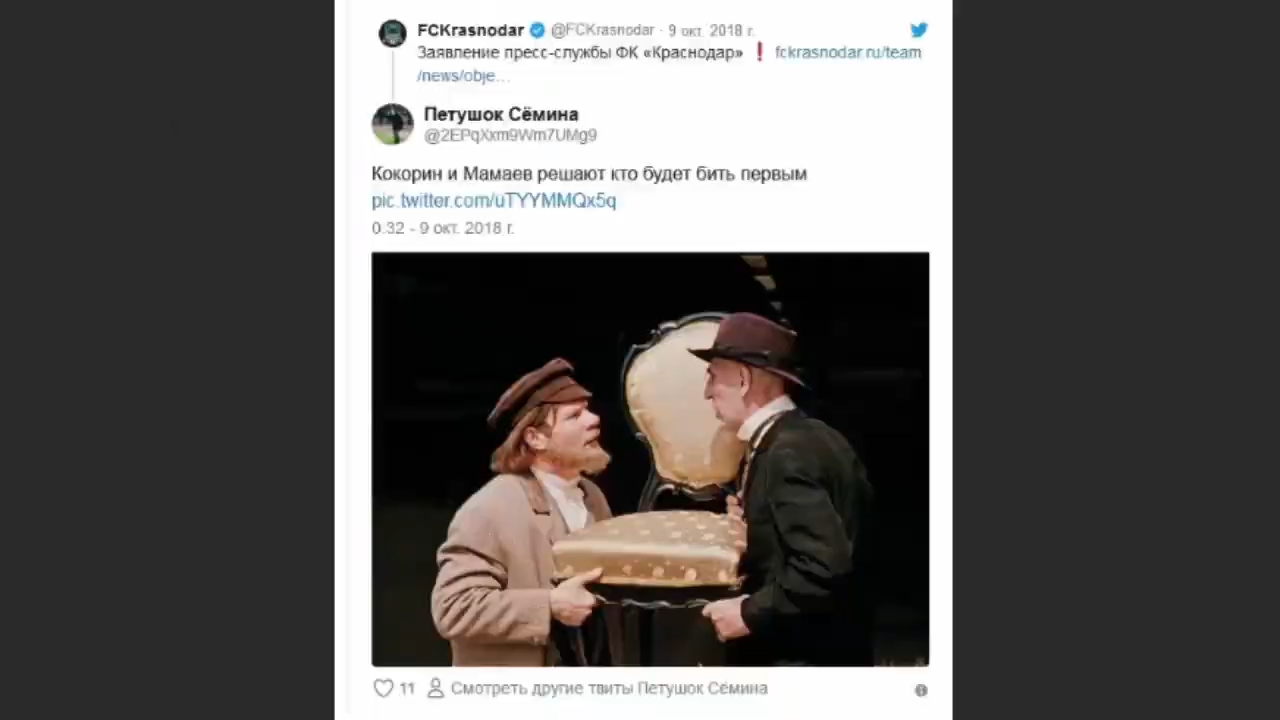 FCKrasnodar @FCKrasnodar · 9 окт. 2018 г.
Заявление пресс-службы ФК «Краснодар» ❗ fckrasnodar.ru/team
/news/obje…
Петушок Сёмина
@2EPqXxm9Wm7UMg9
Кокорин и Мамаев решают кто будет бить первым
pic.twitter.com/uTYYMMQx5q
0:32 - 9 окт. 2018 г.
11 Смотреть другие твиты Петушок Сёмина